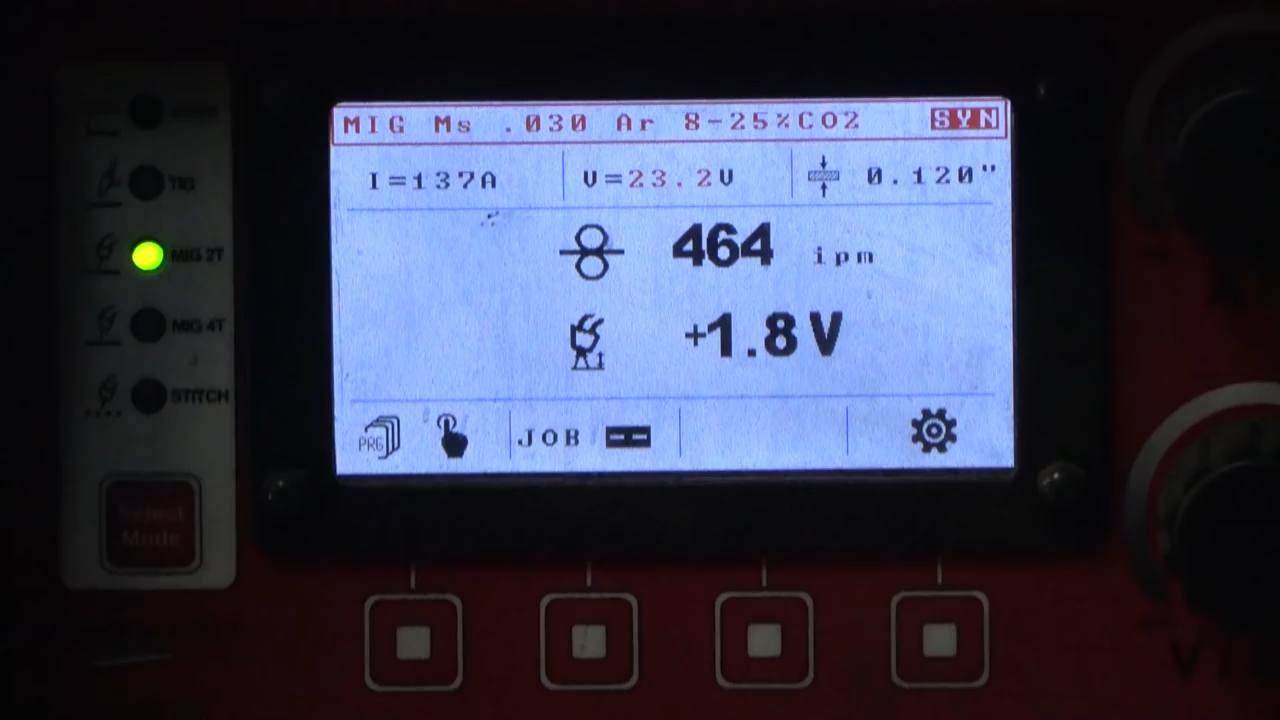 MIG Ms .030 Ar 8-25%CO2 SYN
I=137A V=23.2V 0.120"
464 ipm
+1.8V
PRG JOB --
TIG
MIG 2T
MIG 4T
STITCH
Select
Mode
V